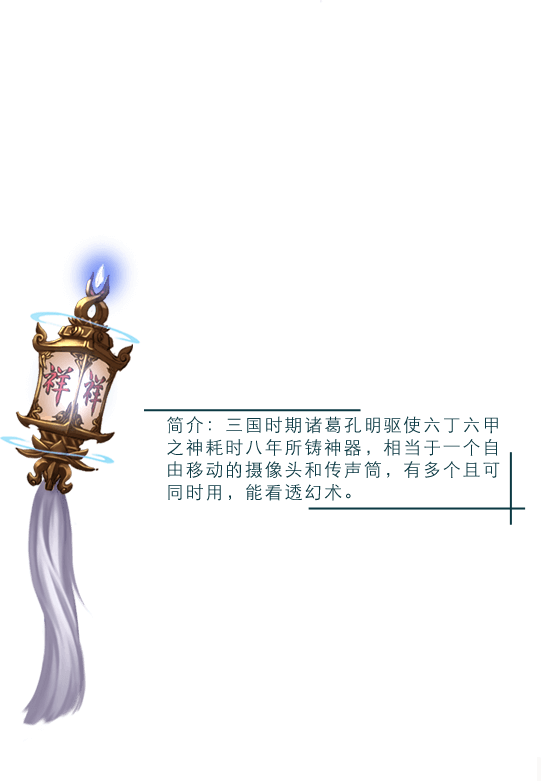 祥 祥
简介：三国时期诸葛孔明驱使六丁六甲
之神耗时八年所铸神器，相当于一个自
由移动的摄像头和传声筒，有多个且可
同时用，能看透幻术。